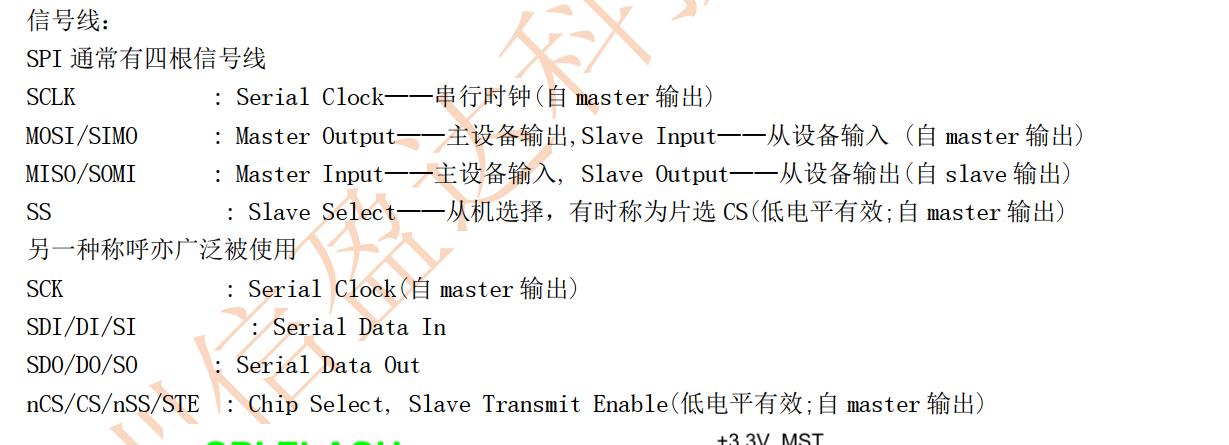 信号线:
SPI 通常有四根信号线
SCLK : Serial Clock——串行时钟(自 master 输出)
MOSI/SIMO : Master Output——主设备输出,Slave Input——从设备输入 (自 master 输出)
MISO/SOMI : Master Input——主设备输入, Slave Output——从设备输出(自 slave 输出)
SS : Slave Select——从机选择，有时称为片选 CS(低电平有效;自 master 输出)
另一种称呼亦广泛被使用
SCK : Serial Clock(自 master 输出)
SDI/DI/SI : Serial Data In
SDO/DO/SO : Serial Data Out
nCS/CS/nSS/STE : Chip Select, Slave Transmit Enable(低电平有效;自 master 输出)
SPI FLASH +3.3V MST
信盈达科